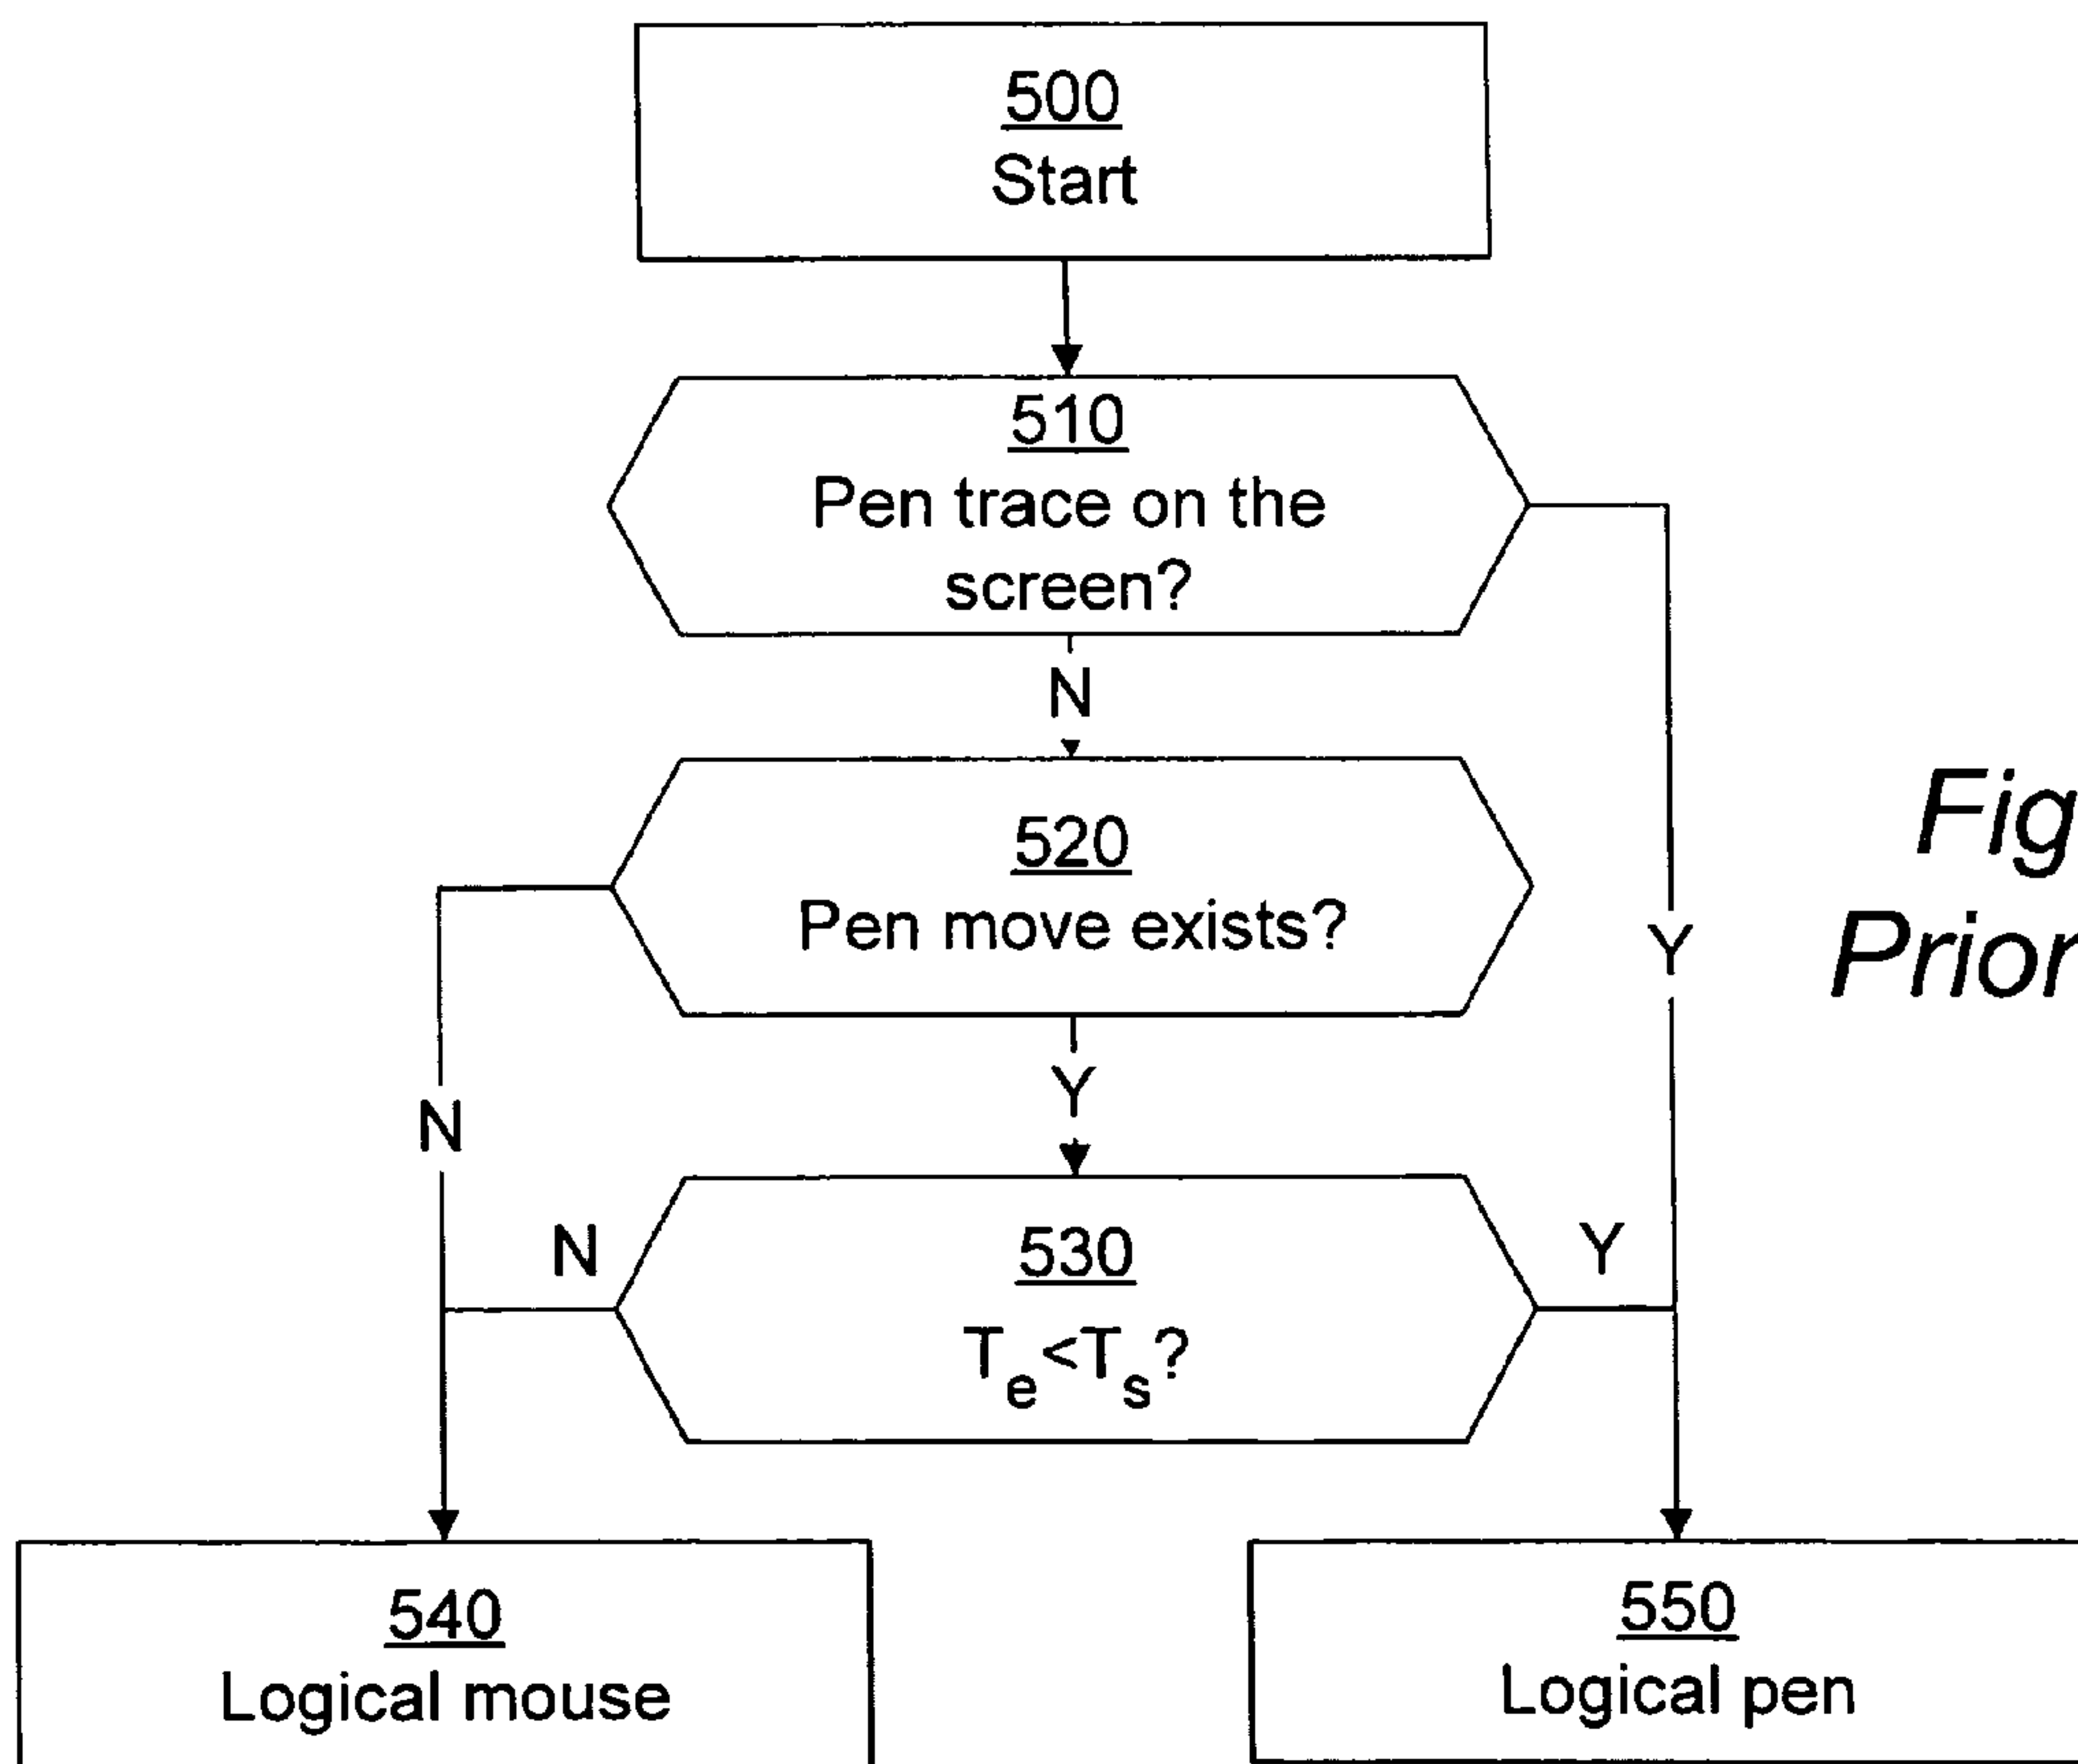 500
Start
510
Pen trace on the
screen?
N
520
Pen move exists?
Fig
Prior
Y
Y
N
N
530
Y
Te<Ts?
540
Logical mouse
550
Logical pen